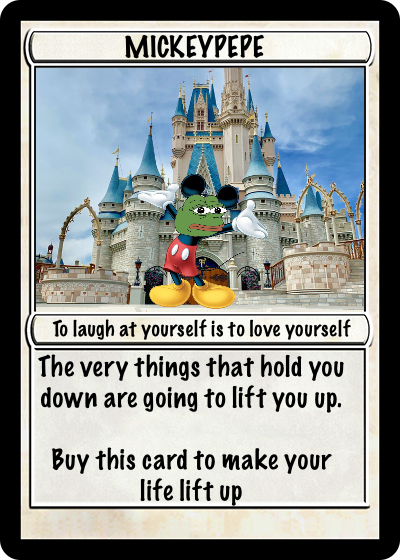 MICKEYPEPE
To laugh at yourself is to love yourself
The very things that hold you
down are going to lift you up.
Buy this card to make your
life lift up